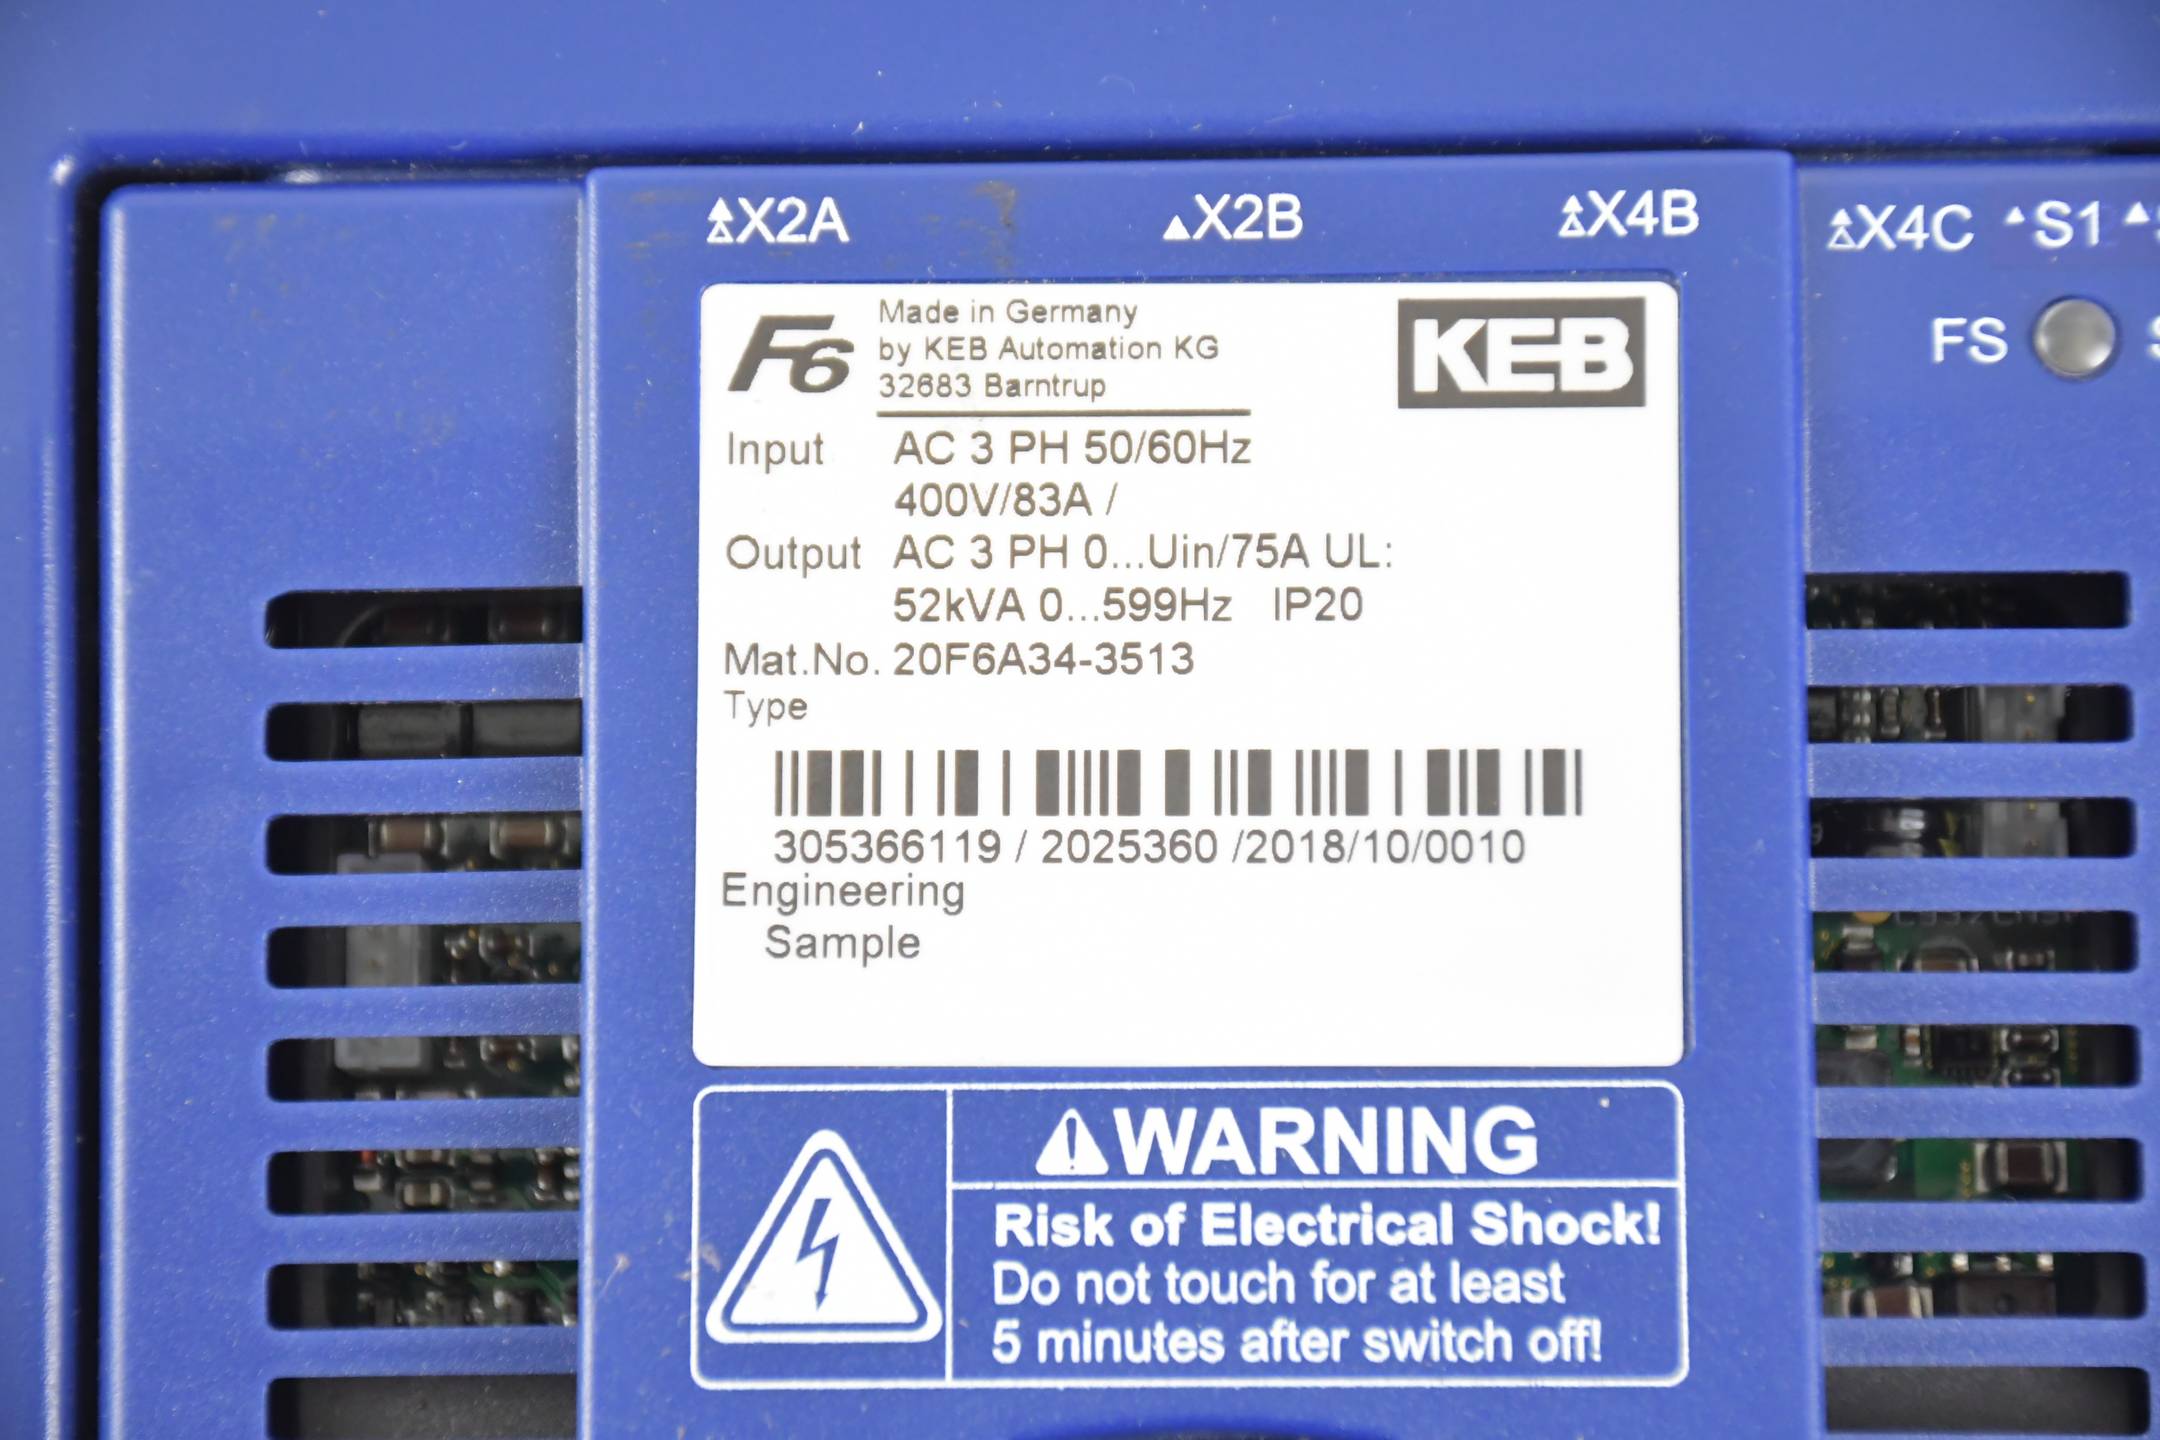 X2A X2B X4B X4C S1
FS
F6 Made in Germany KEB
by KEB Automation KG
32683 Barntrup
Input AC 3 PH 50/60Hz
400V/83A /
Output AC 3 PH 0...Uin/75A UL:
52kVA 0...599Hz IP20
Mat.No. 20F6A34-3513
Type
305366119 / 2025360 /2018/10/0010
Engineering
Sample
WARNING
Risk of Electrical Shock!
Do not touch for at least
5 minutes after switch off!